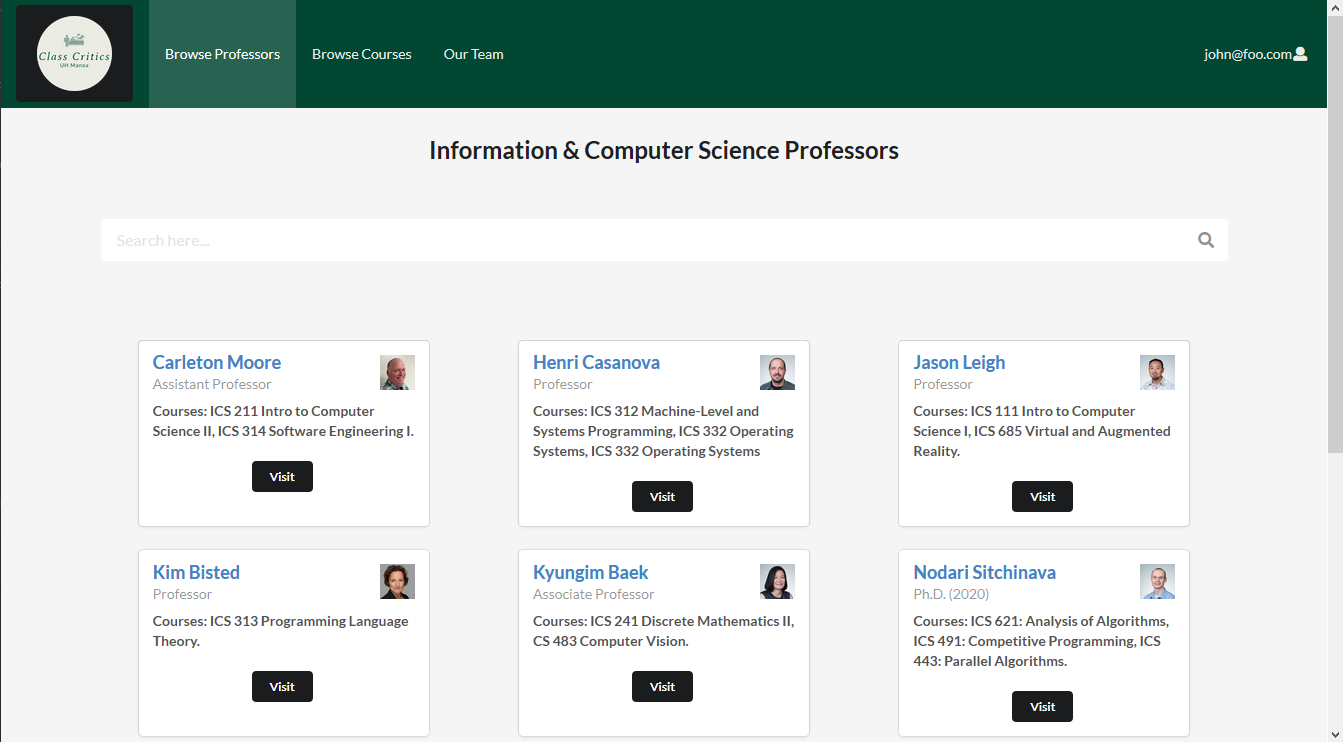 Class Critics
UH Manoa
Browse Professors
Browse Courses
Our Team
john@foo.com
Information & Computer Science Professors
Search here...
Carleton Moore
Assistant Professor
Courses: ICS 211 Intro to Computer
Science II, ICS 314 Software Engineering I.
Visit
Henri Casanova
Professor
Courses: ICS 312 Machine-Level and
Systems Programming, ICS 332 Operating
Systems, ICS 332 Operating Systems
Visit
Jason Leigh
Professor
Courses: ICS 111 Intro to Computer
Science I, ICS 685 Virtual and Augmented
Reality.
Visit
Kim Bisted
Professor
Courses: ICS 313 Programming Language
Theory.
Visit
Kyungim Baek
Associate Professor
Courses: ICS 241 Discrete Mathematics II,
CS 483 Computer Vision.
Visit
Nodari Sitchinava
Ph.D. (2020)
Courses: ICS 621: Analysis of Algorithms,
ICS 491: Competitive Programming, ICS
443: Parallel Algorithms.
Visit